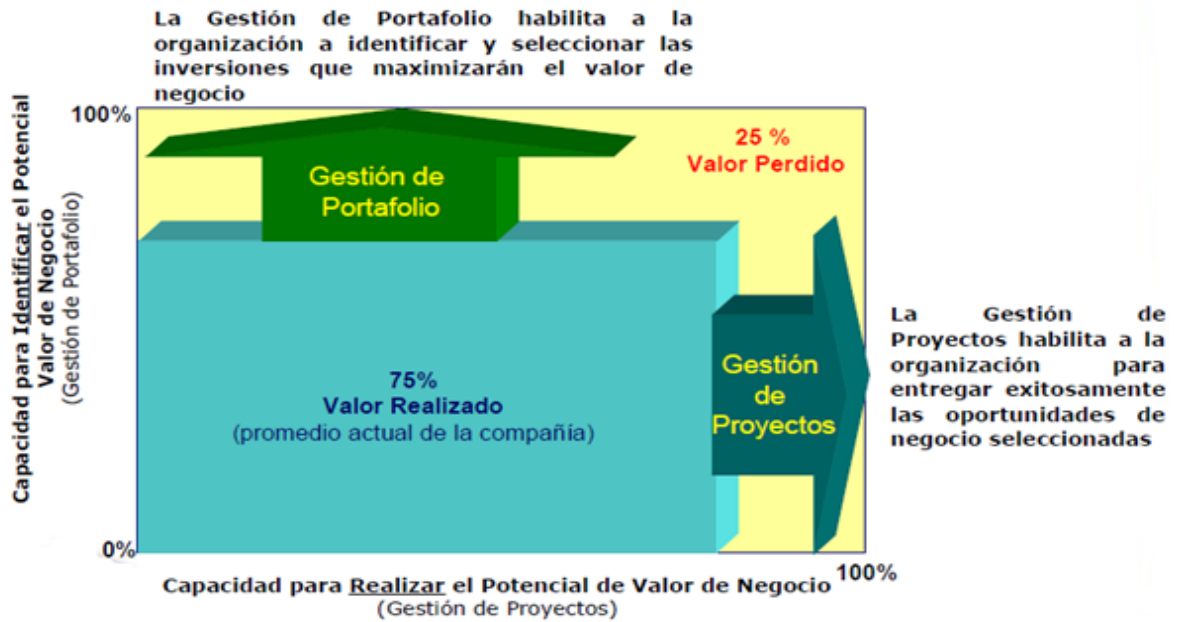 La Gestión de Portafolio habilita a la
organización a identificar y seleccionar las
inversiones que maximizarán el valor de
negocio
100%
25 %
Valor Perdido
Gestión de
Portafolio
Capacidad para Identificar el Potencial
Valor de Negocio
(Gestión de Portafolio)
75%
Valor Realizado
(promedio actual de la compañía)
Gestión
de
Proyectos
La Gestión de
Proyectos habilita a la
organización para
entregar exitosamente
las oportunidades de
negocio seleccionadas
0%
100%
Capacidad para Realizar el Potencial de Valor de Negocio
(Gestión de Proyectos)